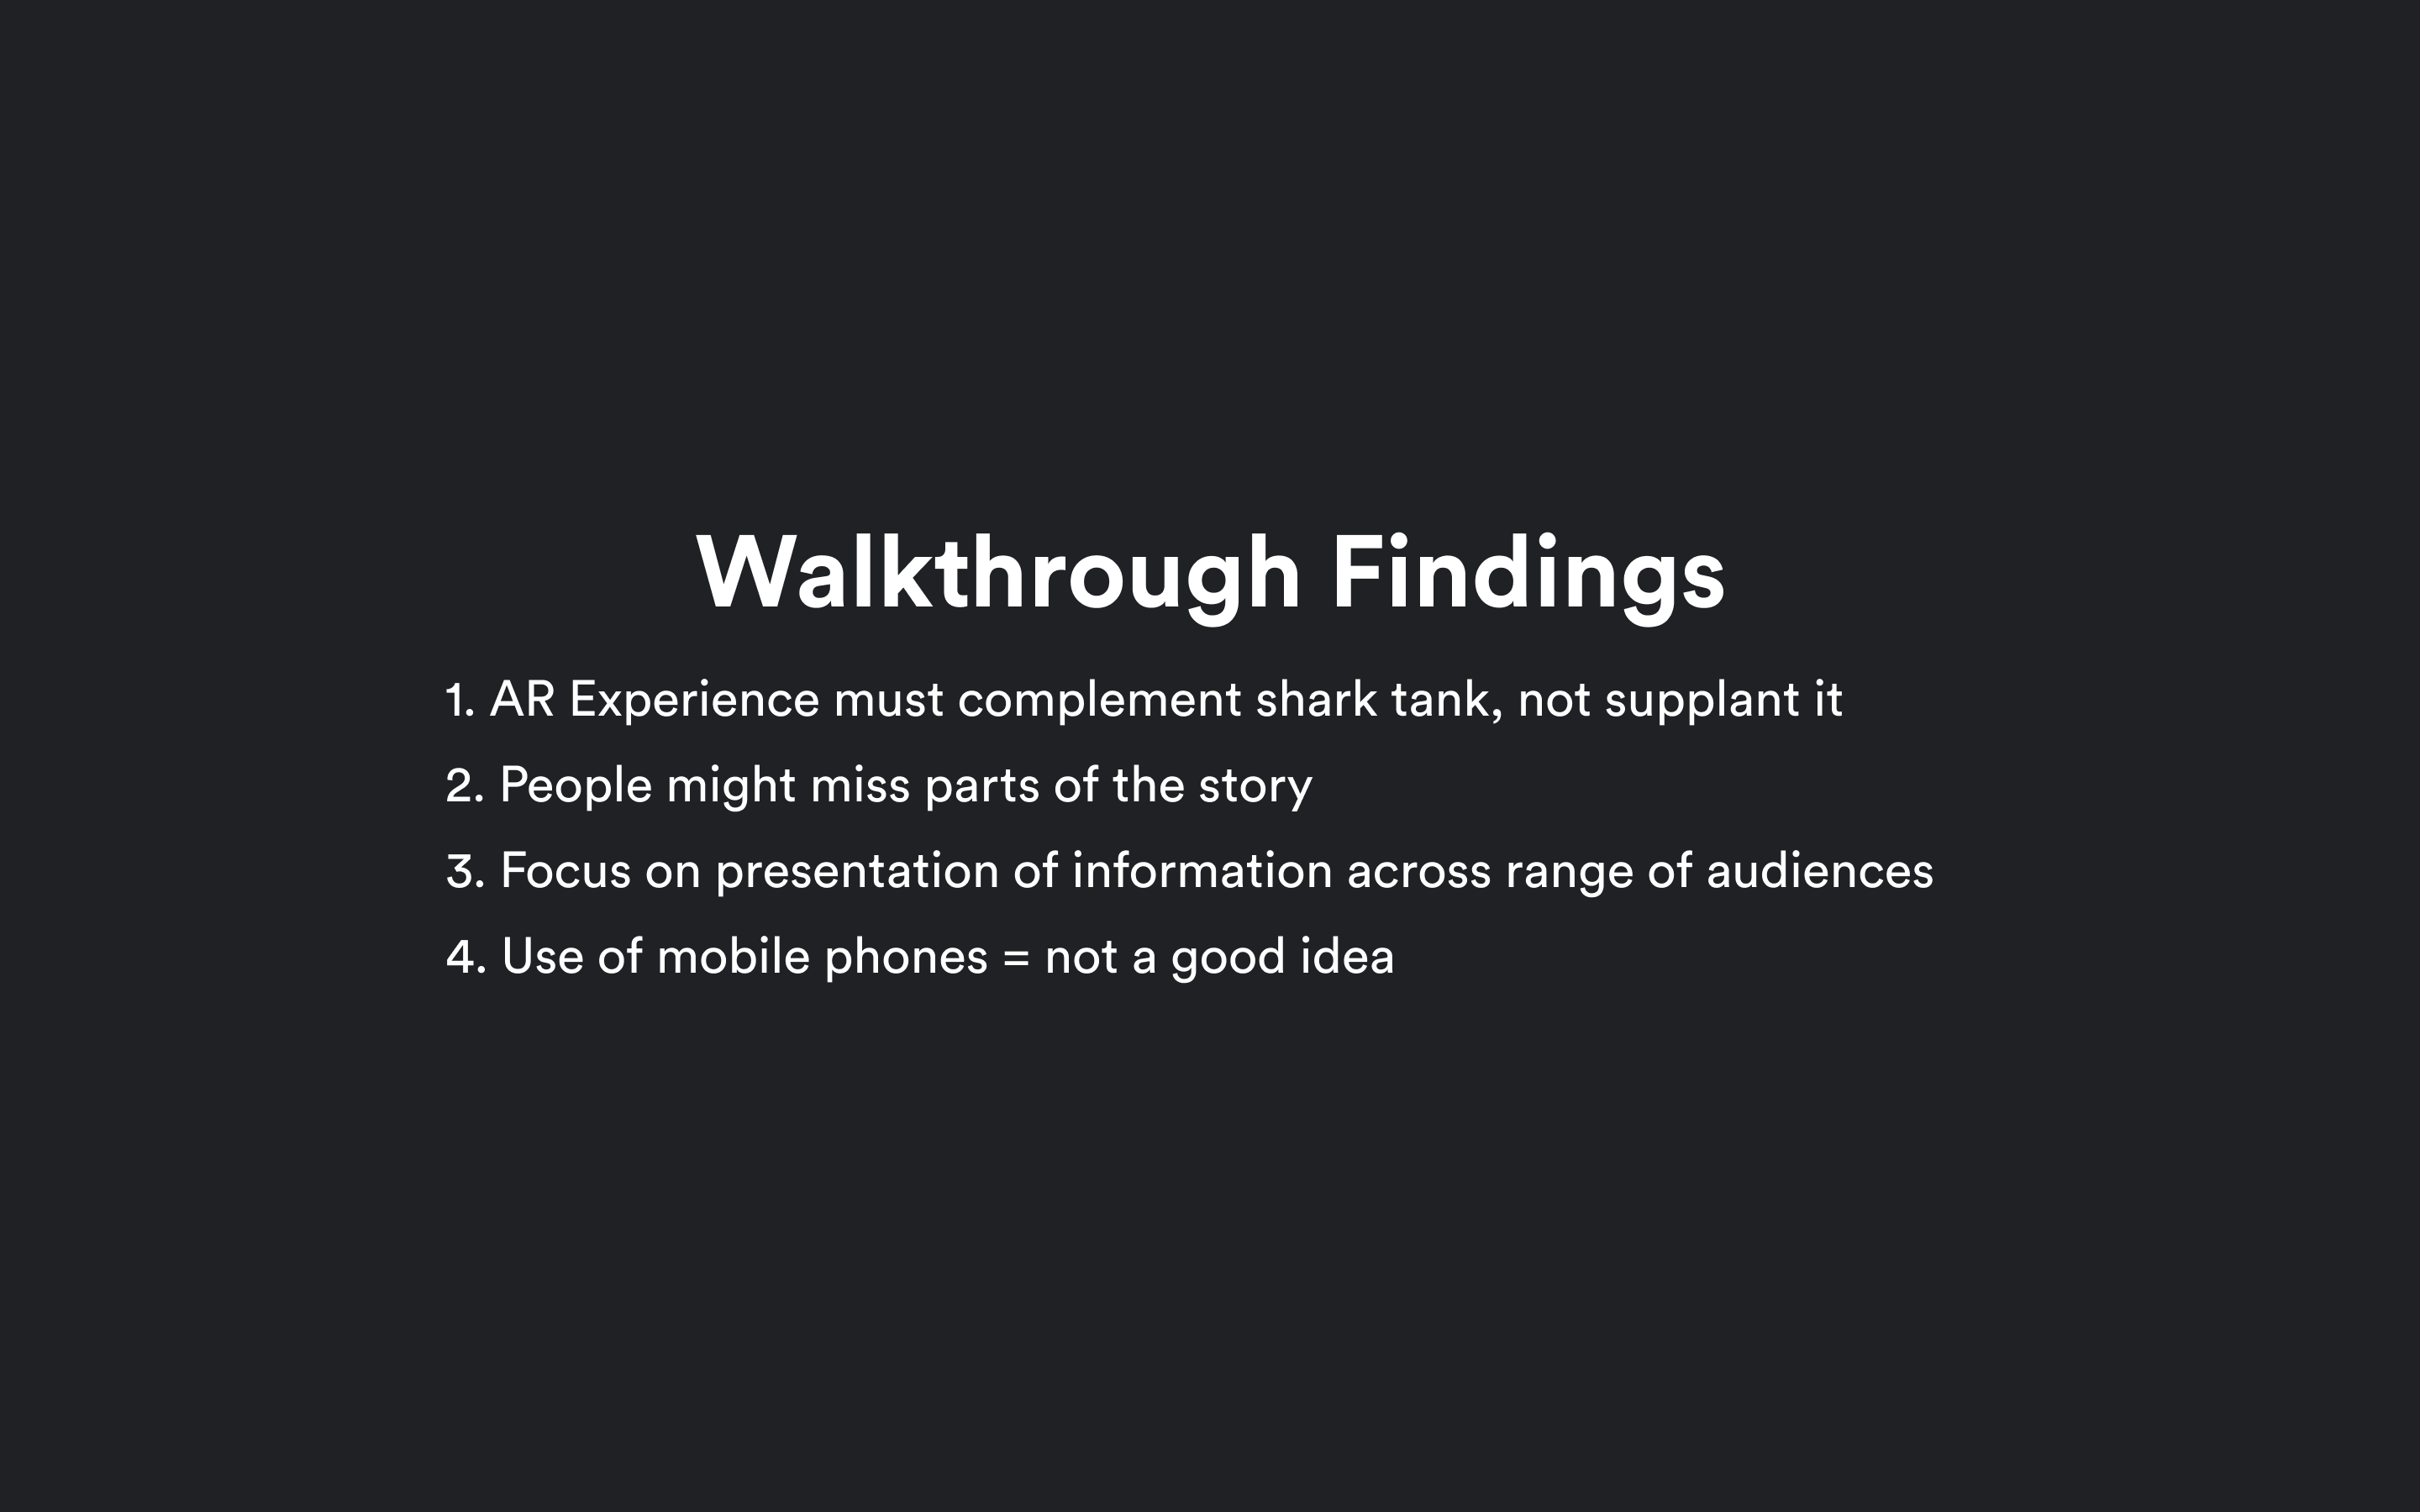 Walkthrough Findings
1. AR Experience must complement shark tank, not supplant it
2. People might miss parts of the story
3. Focus on presentation of information across range of audiences
4. Use of mobile phones = not a good idea